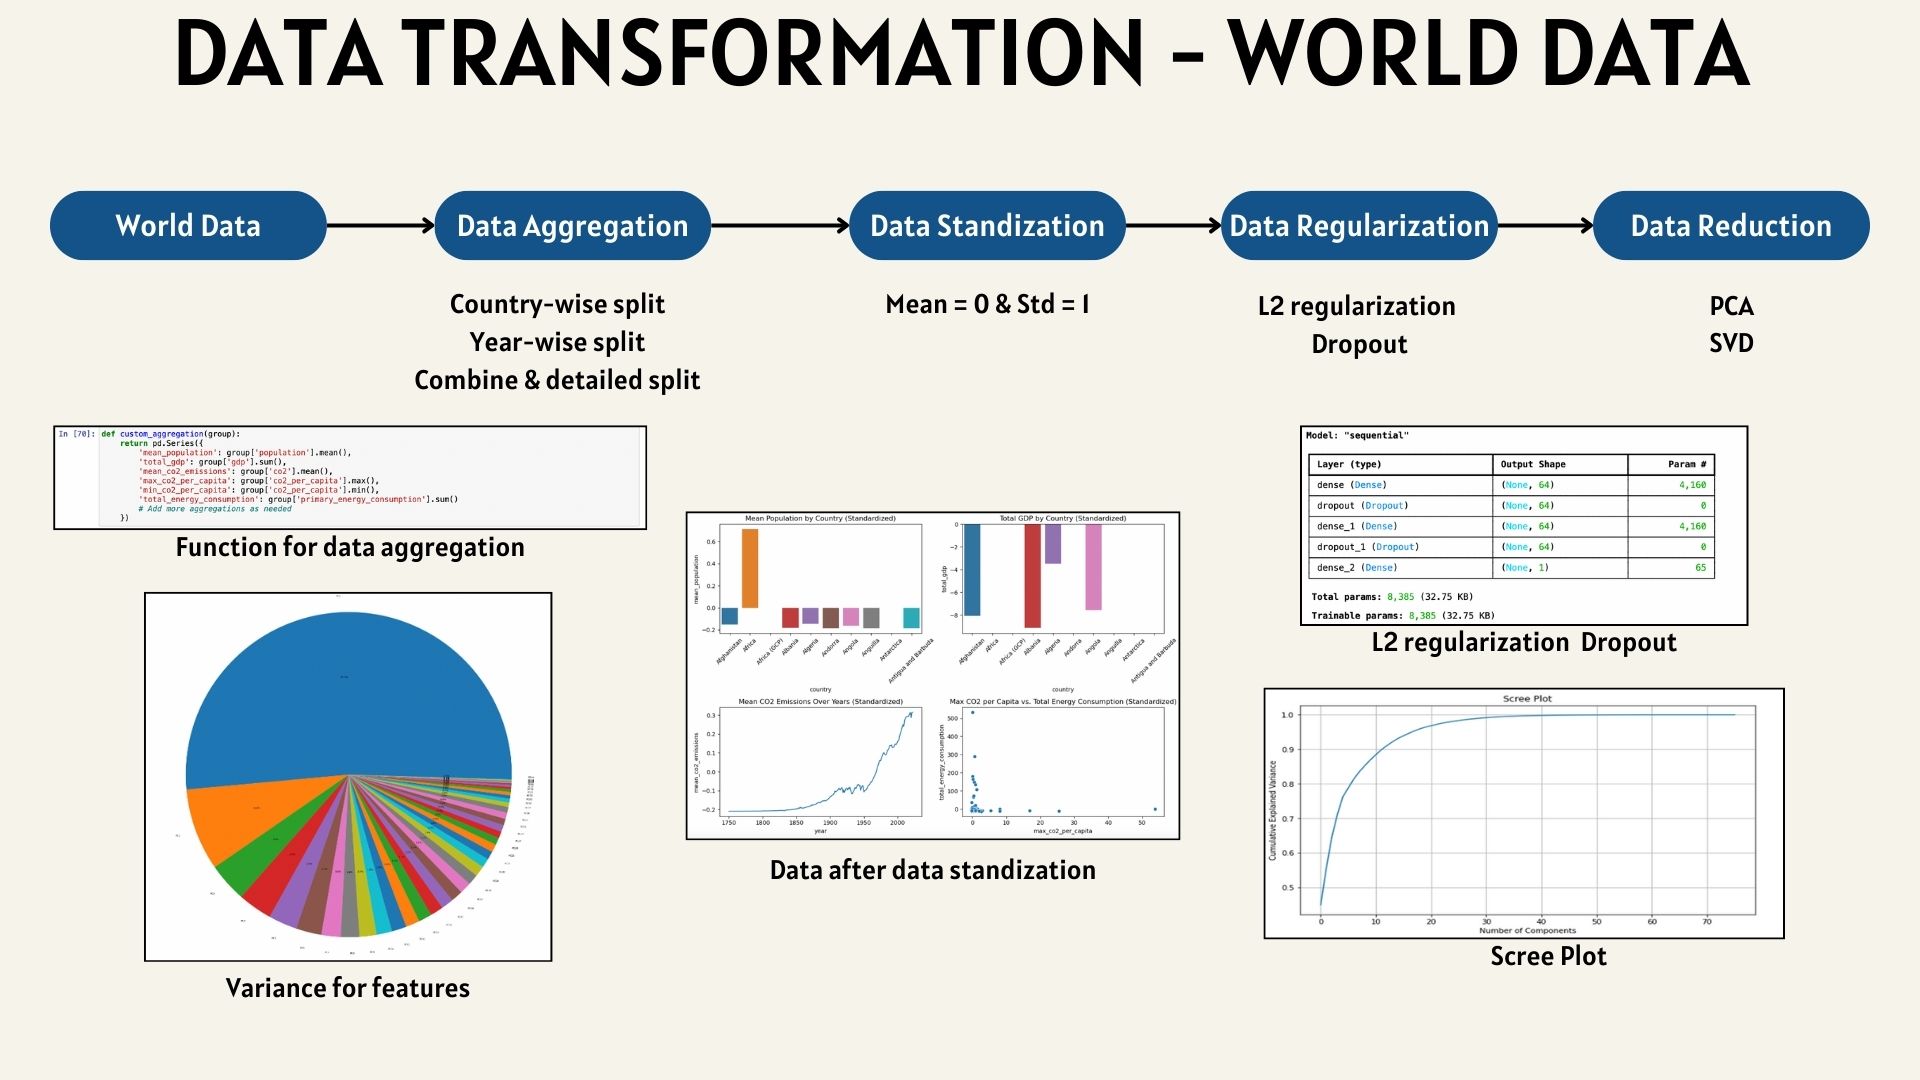 DATA TRANSFORMATION - WORLD DATA
World Data
Data Aggregation
Data Standization
Data Regularization
Data Reduction
Country-wise split
Year-wise split
Combine & detailed split
Mean = 0 & Std = 1
L2 regularization
Dropout
PCA
SVD
In [70]: def custom_aggregation(group):
return pd.Series({
'mean_population': group['population'].mean(),
'total_gdp': group['gdp'].sum(),
'mean_co2_emissions': group['co2'].mean(),
'max_co2_per_capita': group['co2_per_capita'].max(),
'min_co2_per_capita': group['co2_per_capita'].min(),
'total_energy_consumption': group['primary_energy_consumption'].sum()
# Add more aggregations as needed
})
Function for data aggregation
Variance for features
Mean Population by Country (Standardized)
mean_population
0.6
0.4
0.2
0.0
−0.2
Afghanistan
Africa
Africa (GCP)
Albania
Algeria
Andorra
Angola
Anguilla
Antarctica
Antigua and Barbuda
country
Total GDP by Country (Standardized)
total_gdp
0
−2
−4
−6
−8
Afghanistan
Africa
Africa (GCP)
Albania
Algeria
Andorra
Angola
Anguilla
Antarctica
Antigua and Barbuda
country
Mean CO2 Emissions Over Years (Standardized)
mean_co2_emissions
0.3
0.2
0.1
0.0
−0.1
−0.2
1750 1800 1850 1900 1950 2000
year
Max CO2 per Capita vs. Total Energy Consumption (Standardized)
total_energy_consumption
500
400
300
200
100
0
0 10 20 30 40 50
max_co2_per_capita
Data after data standization
Model: "sequential"
Layer (type) Output Shape Param #
dense (Dense) (None, 64) 4,160
dropout (Dropout) (None, 64) 0
dense_1 (Dense) (None, 64) 4,160
dropout_1 (Dropout) (None, 64) 0
dense_2 (Dense) (None, 1) 65
Total params: 8,385 (32.75 KB)
Trainable params: 8,385 (32.75 KB)
L2 regularization Dropout
Scree Plot
Cumulative Explained Variance
1.0
0.9
0.8
0.7
0.6
0.5
0 10 20 30 40 50 60 70
Number of Components
Scree Plot